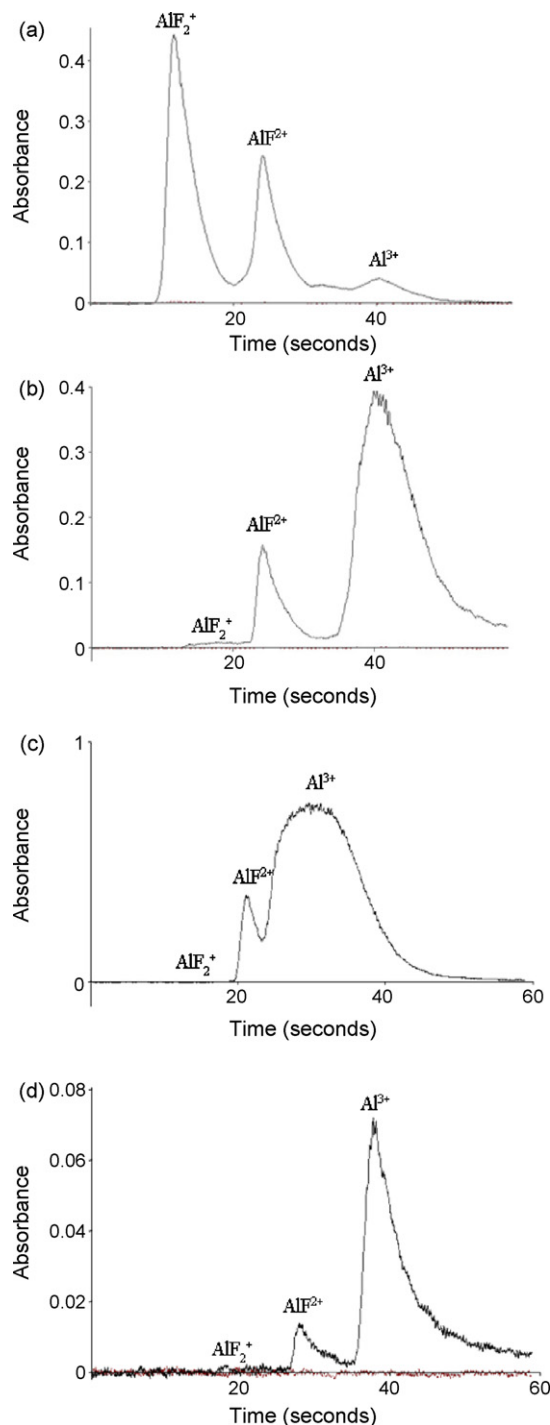 (a)
AlF₂⁺
0.4
AlF²⁺
0.3
Absorbance
0.2
Al³⁺
0.1
0
20 40
Time (seconds)
(b)
0.4
Al³⁺
0.3
Absorbance
0.2
AlF²⁺
0.1
AlF₂⁺
0
20 40
Time (seconds)
(c)
1
Al³⁺
Absorbance
AlF²⁺
AlF₂⁺
0
20 40 60
Time (seconds)
(d)
0.08
Al³⁺
0.06
Absorbance
0.04
0.02
AlF²⁺
AlF₂⁺
0
20 40 60
Time (seconds)